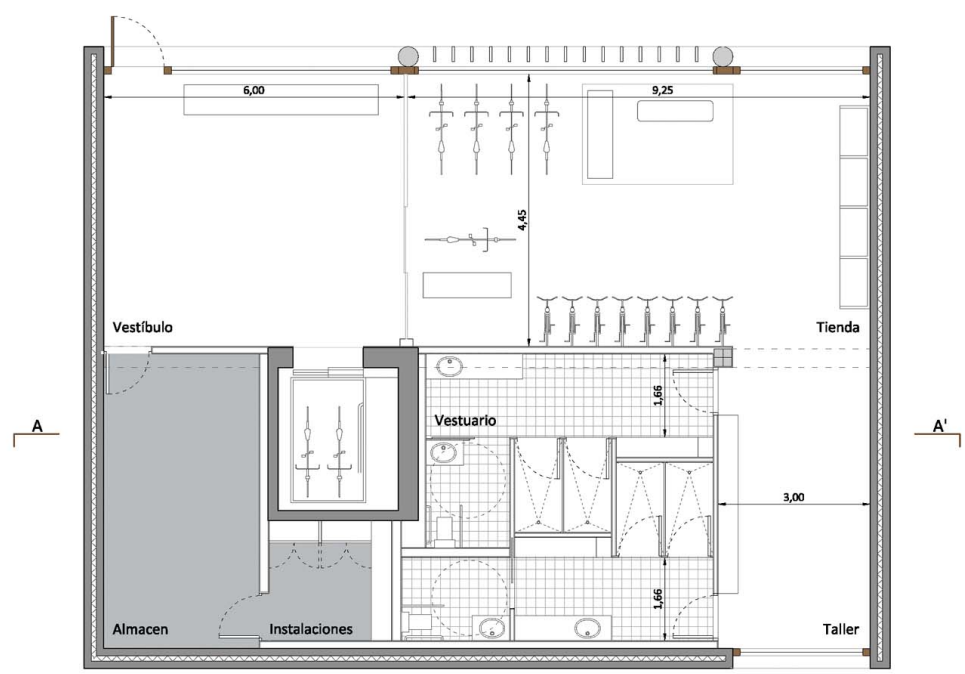 6,00
9,25
4,45
Vestíbulo
Tienda
1,66
Vestuario
A
A'
3,00
1,66
Almacen
Instalaciones
Taller